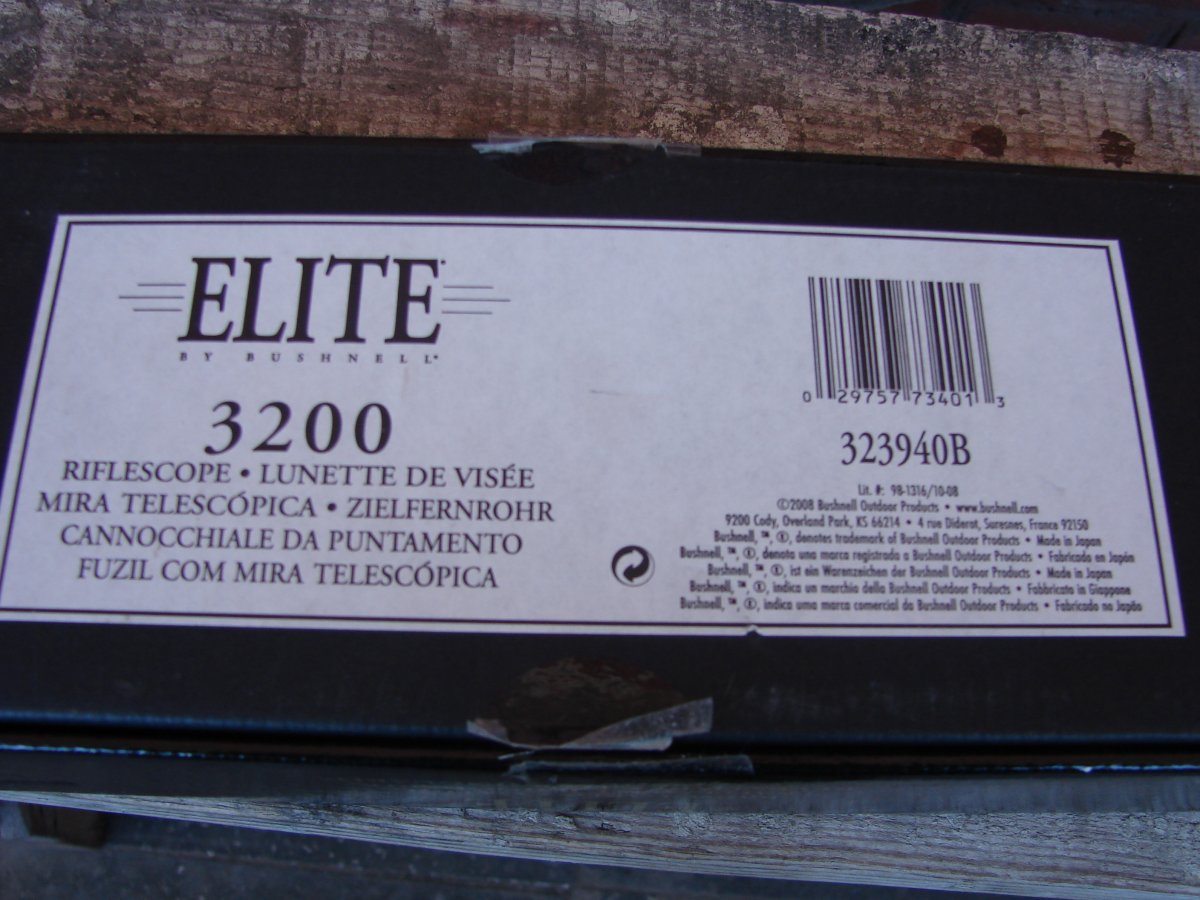 ELITE
BY BUSHNELL®
3200
RIFLESCOPE • LUNETTE DE VISÉE
MIRA TELESCÓPICA • ZIELFERNROHR
CANNOCCHIALE DA PUNTAMENTO
FUZIL COM MIRA TELESCÓPICA
0 29757 73401 3
323940B
Lit. #: 98-1316/10-08
©2008 Bushnell Outdoor Products • www.bushnell.com
9200 Cody, Overland Park, KS 66214 • 4 rue Diderot, Suresnes, France 92150
Bushnell, ™, ®, denotes trademark of Bushnell Outdoor Products • Made in Japan
Bushnell, ™, ®, denota una marca registrada o Bushnell Outdoor Products • Fabricado en Japón
Bushnell, ™, ®, ist ein Warenzeichen der Bushnell Outdoor Products • Made in Japan
Bushnell, ™, ®, indica un marchio della Bushnell Outdoor Products • Fabbricato in Giappone
Bushnell, ™, ®, indica uma marca comercial da Bushnell Outdoor Products • Fabricado no Japão